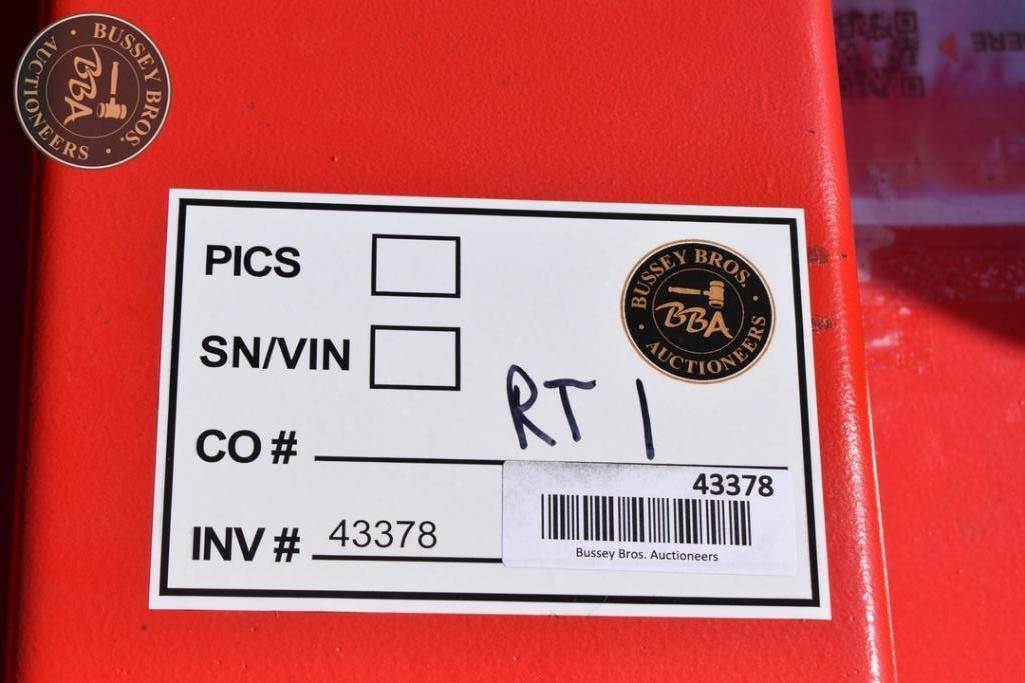 BUSSEY BROS.
BBA
AUCTIONEERS
ERE
PICS
BUSSEY BROS.
BBA
AUCTIONEERS
SN/VIN
RT 1
CO #
43378
INV # 43378
Bussey Bros. Auctioneers